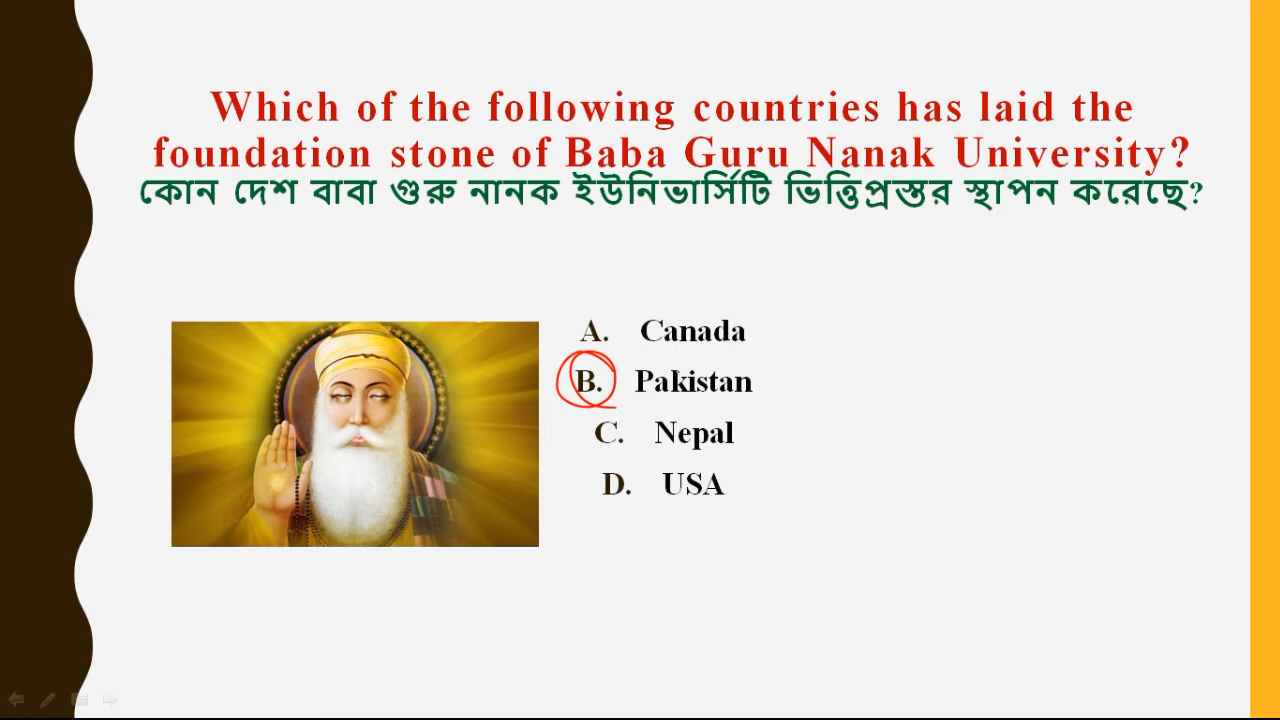 Which of the following countries has laid the
foundation stone of Baba Guru Nanak University?
কোন দেশ বাবা গুরু নানক ইউনিভার্সিটি ভিত্তিপ্রস্তর স্থাপন করেছে?
A. Canada
B. Pakistan
C. Nepal
D. USA